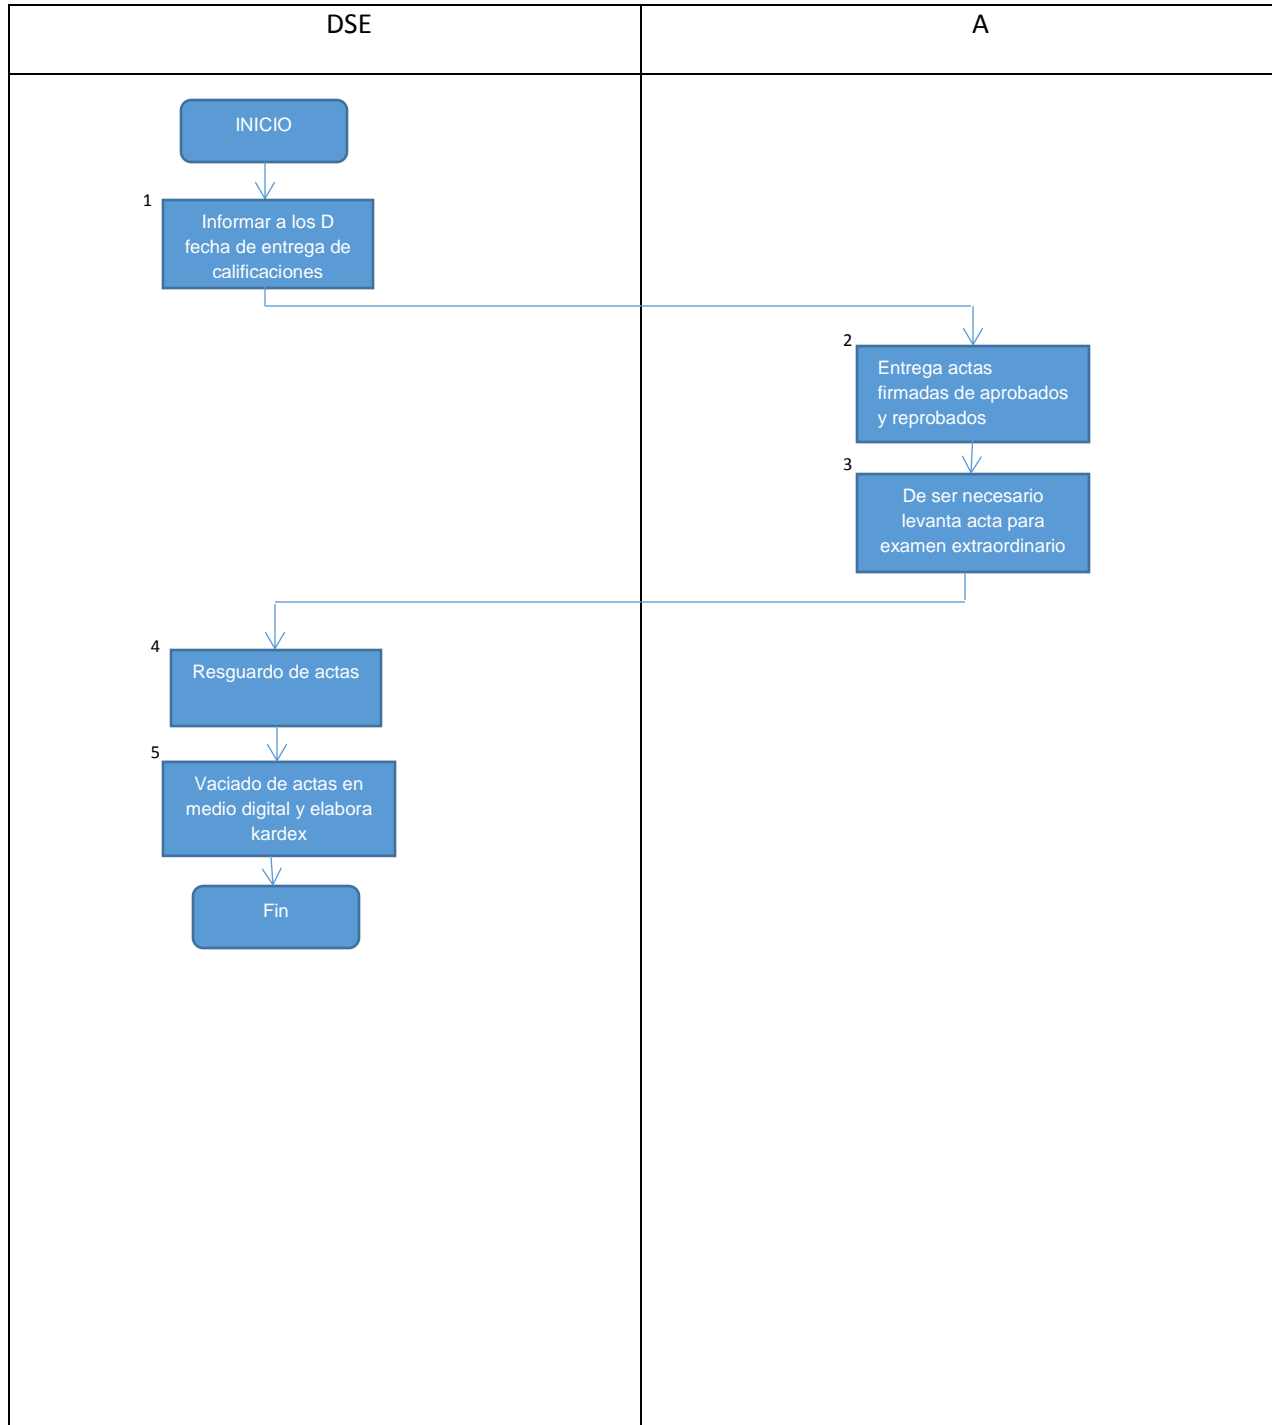 DSE
A
INICIO
1
Informar a los D
fecha de entrega de
calificaciones
2
Entrega actas
firmadas de aprobados
y reprobados
3
De ser necesario
levanta acta para
examen extraordinario
4
Resguardo de actas
5
Vaciado de actas en
medio digital y elabora
kardex
Fin